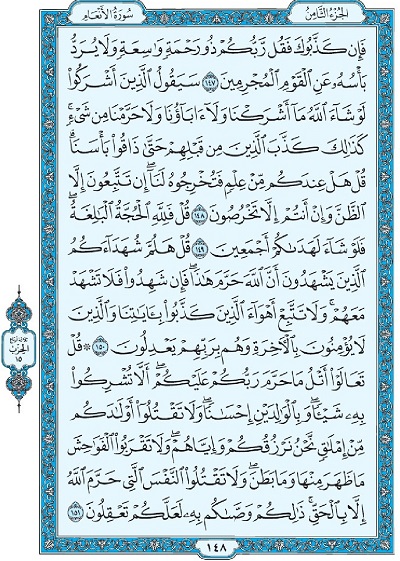 الجزء الثامن
سورة الأنعام
فَإِن كَذَّبُوكَ فَقُل رَّبُّكُمْ ذُو رَحْمَةٍ وَاسِعَةٍ وَلَا يُرَدُّ
بَأْسُهُۥ عَنِ ٱلْقَوْمِ ٱلْمُجْرِمِينَ ١٤٧ سَيَقُولُ ٱلَّذِينَ أَشْرَكُوا۟
لَوْ شَآءَ ٱللَّهُ مَآ أَشْرَكْنَا وَلَآ ءَابَآؤُنَا وَلَا حَرَّمْنَا مِن شَىْءٍ ۚ
كَذَٰلِكَ كَذَّبَ ٱلَّذِينَ مِن قَبْلِهِمْ حَتَّىٰ ذَاقُوا۟ بَأْسَنَا ۗ
قُلْ هَلْ عِندَكُم مِّنْ عِلْمٍ فَتُخْرِجُوهُ لَنَآ ۖ إِن تَتَّبِعُونَ إِلَّا
ٱلظَّنَّ وَإِنْ أَنتُمْ إِلَّا تَخْرُصُونَ ١٤٨ قُلْ فَلِلَّهِ ٱلْحُجَّةُ ٱلْبَٰلِغَةُ ۖ
فَلَوْ شَآءَ لَهَدَىٰكُمْ أَجْمَعِينَ ١٤٩ قُلْ هَلُمَّ شُهَدَآءَكُمُ
ٱلَّذِينَ يَشْهَدُونَ أَنَّ ٱللَّهَ حَرَّمَ هَٰذَا ۖ فَإِن شَهِدُوا۟ فَلَا تَشْهَدْ
مَعَهُمْ ۚ وَلَا تَتَّبِعْ أَهْوَآءَ ٱلَّذِينَ كَذَّبُوا۟ بِـَٔايَٰتِنَا وَٱلَّذِينَ
لَا يُؤْمِنُونَ بِٱلْـَٔاخِرَةِ وَهُم بِرَبِّهِمْ يَعْدِلُونَ ١٥٠ ۞ قُلْ
تَعَالَوْا۟ أَتْلُ مَا حَرَّمَ رَبُّكُمْ عَلَيْكُمْ ۖ أَلَّا تُشْرِكُوا۟
بِهِۦ شَيْـًٔا ۖ وَبِٱلْوَٰلِدَيْنِ إِحْسَٰنًا ۖ وَلَا تَقْتُلُوٓا۟ أَوْلَٰدَكُم
مِّنْ إِمْلَٰقٍ ۖ نَّحْنُ نَرْزُقُكُمْ وَإِيَّاهُمْ ۖ وَلَا تَقْرَبُوا۟ ٱلْفَوَٰحِشَ
مَا ظَهَرَ مِنْهَا وَمَا بَطَنَ ۖ وَلَا تَقْتُلُوا۟ ٱلنَّفْسَ ٱلَّتِى حَرَّمَ ٱللَّهُ
إِلَّا بِٱلْحَقِّ ۚ ذَٰلِكُمْ وَصَّىٰكُم بِهِۦ لَعَلَّكُمْ تَعْقِلُونَ ١٥١
الحزب
١٥
١٤٨